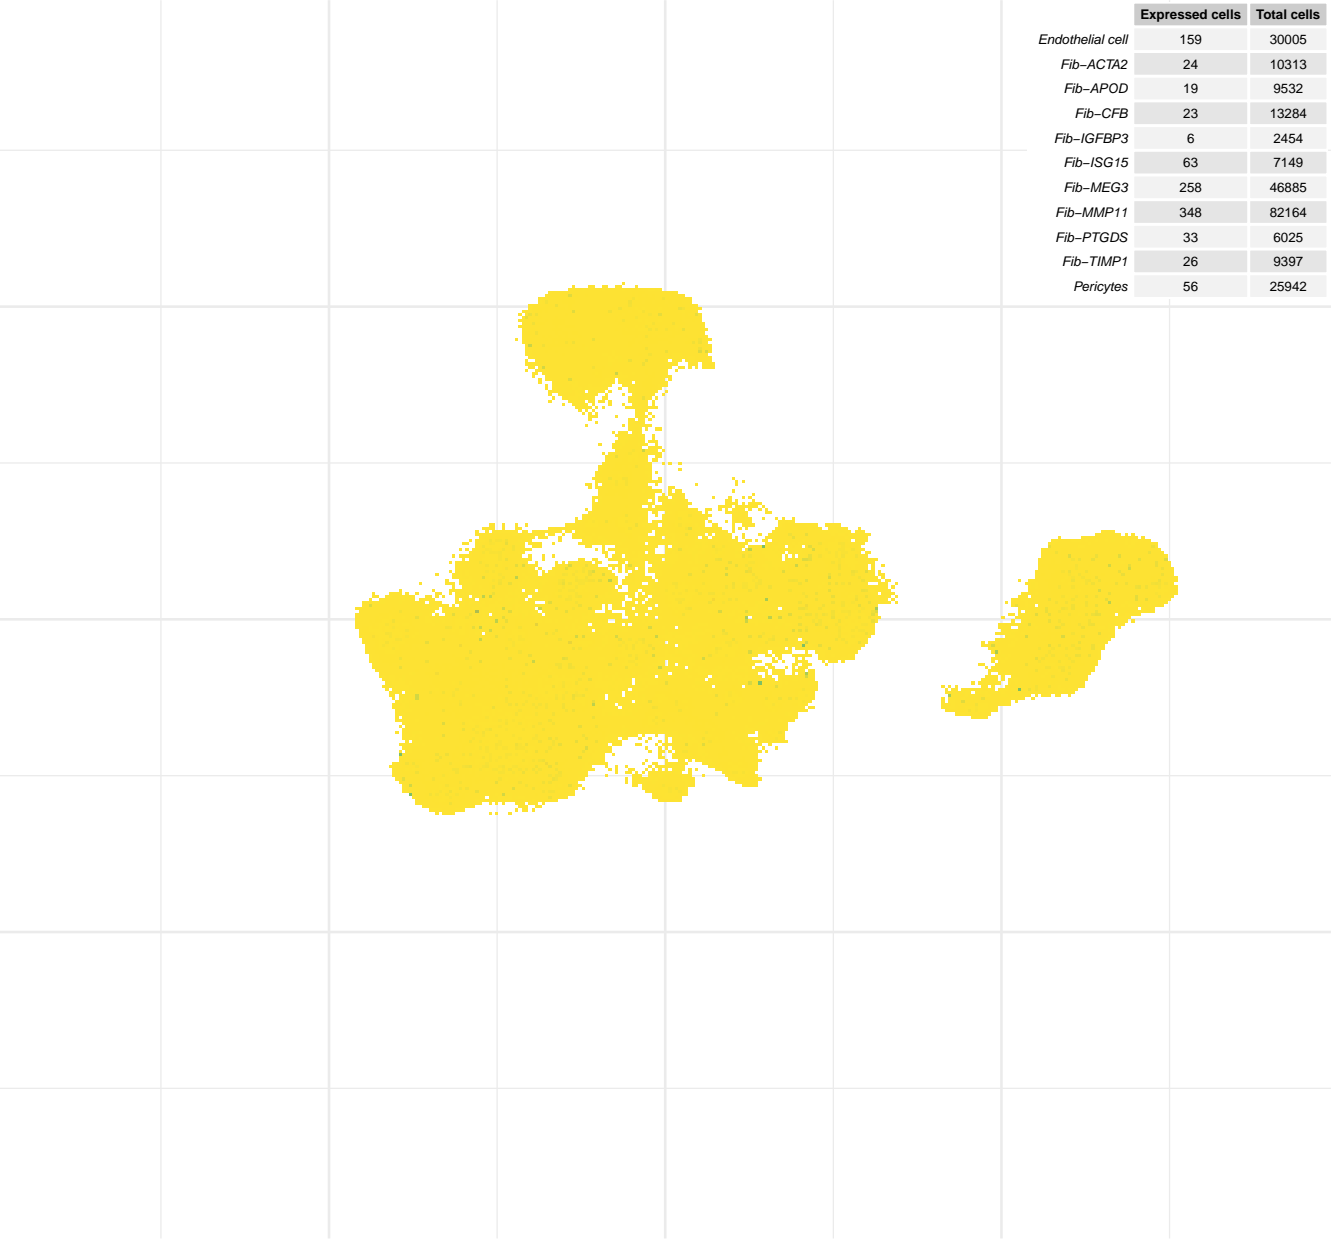 Expressed cells Total cells
Endothelial cell 159 30005
Fib−ACTA2 24 10313
Fib−APOD 19 9532
Fib−CFB 23 13284
Fib−IGFBP3 6 2454
Fib−ISG15 63 7149
Fib−MEG3 258 46885
Fib−MMP11 348 82164
Fib−PTGDS 33 6025
Fib−TIMP1 26 9397
Pericytes 56 25942